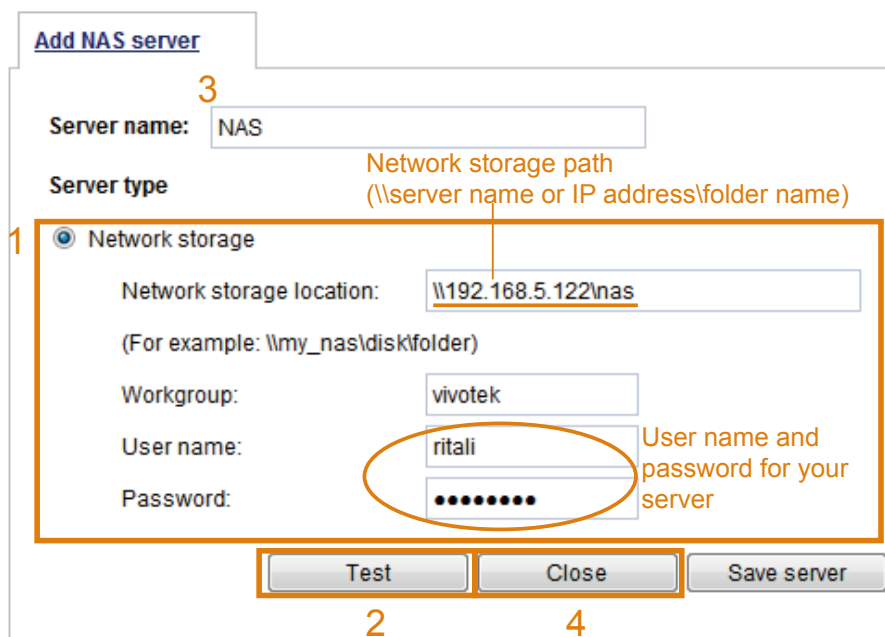 Add NAS server
3
Server name: NAS
Network storage path
(\\server name or IP address\folder name)
Server type
1
Network storage
Network storage location: \\192.168.5.122\nas
(For example: \\my_nas\disk\folder)
Workgroup: vivotek
User name: ritali
User name and
password for your
server
Password: ●●●●●●●●
Test Close Save server
2 4